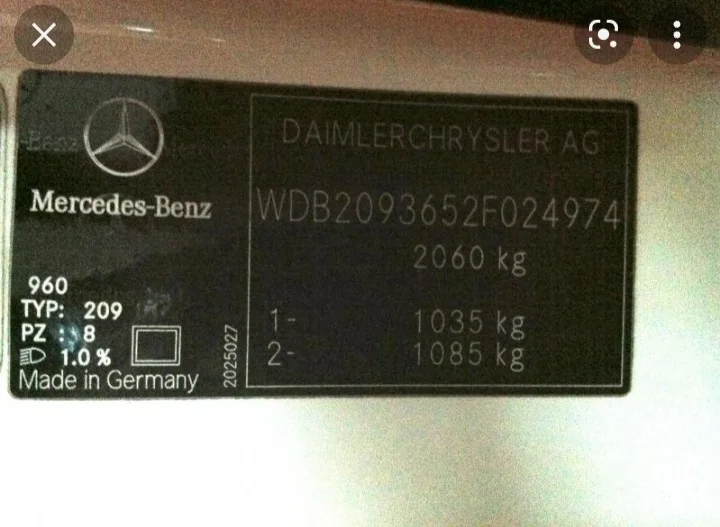 Mercedes-Benz
960
TYP: 209
PZ : 8
1.0 %
Made in Germany
2025027
DAIMLERCHRYSLER AG
WDB2093652F024974
2060 kg
1- 1035 kg
2- 1085 kg